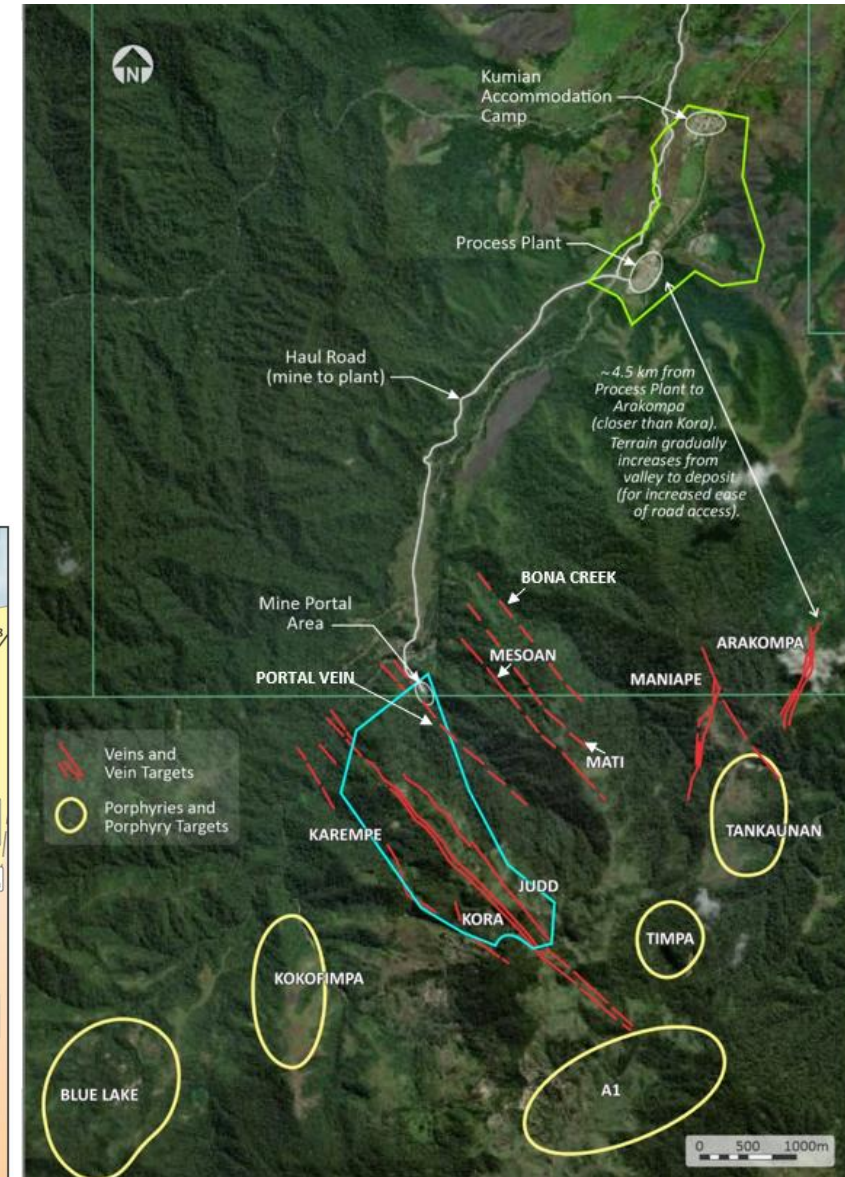 N
Kumian
Accommodation
Camp
Process Plant
Haul Road
(mine to plant)
~4.5 km from
Process Plant to
Arakompa
(closer than Kora).
Terrain gradually
increases from
valley to deposit
(for increased ease
of road access).
BONA CREEK
Mine Portal
Area
MESOAN
ARAKOMPA
PORTAL VEIN
MANIAPE
MATI
Veins and
Vein Targets
Porphyries and
Porphyry Targets
KAREMPE
TANKAUNAN
JUDD
KORA
TIMPA
KOKOFIMPA
BLUE LAKE
A1
0 500 1000m